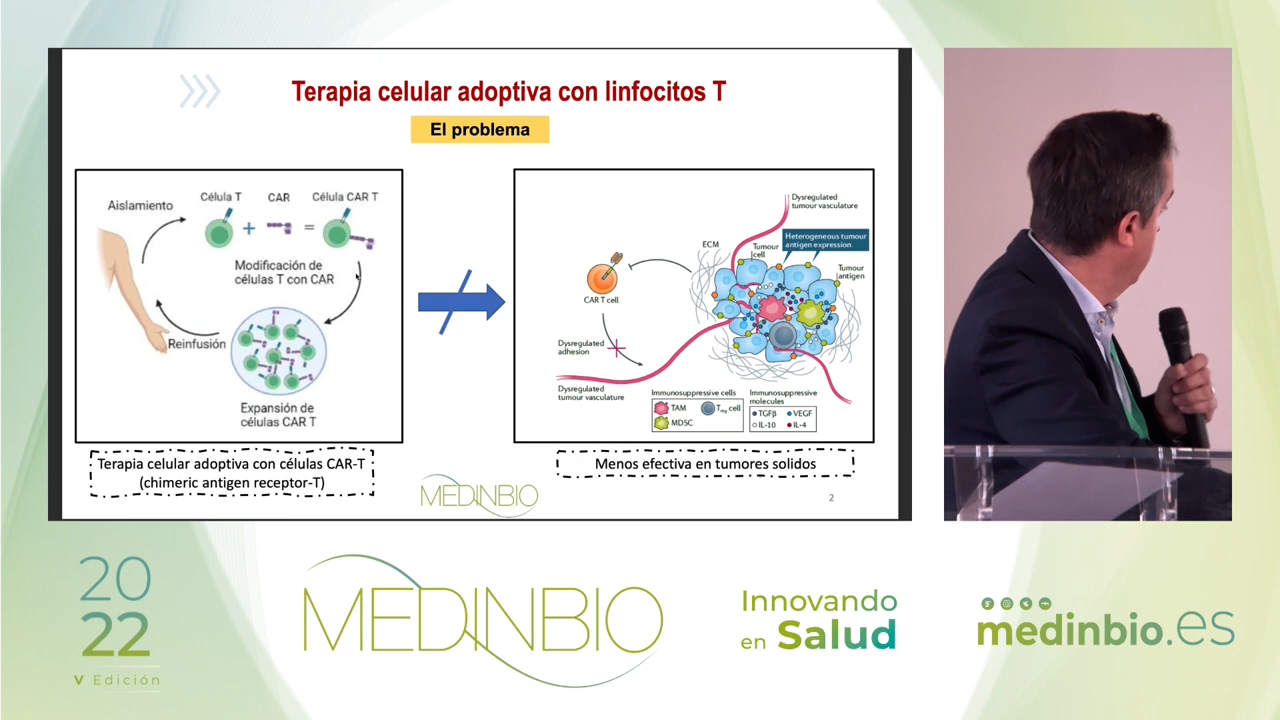 Terapia celular adoptiva con linfocitos T
El problema
Aislamiento
Célula T
CAR
Célula CAR T
+
=
Modificación de
células T con CAR
Reinfusión
Expansión de
células CAR T
Terapia celular adoptiva con células CAR-T
(chimeric antigen receptor-T)
Dysregulated
tumour vasculature
Heterogeneous tumour
antigen expression
ECM
Tumour
cell
Tumour
antigen
CAR T cell
Dysregulated
adhesion
Dysregulated
tumour vasculature
Immunosuppressive cells
TAM
Treg cell
MDSC
Immunosuppressive
molecules
TGFβ
VEGF
IL-10
IL-4
Menos efectiva en tumores solidos
MEDINBIO
2
20
22
V Edición
MEDINBIO
Innovando
en Salud
medinbio.es